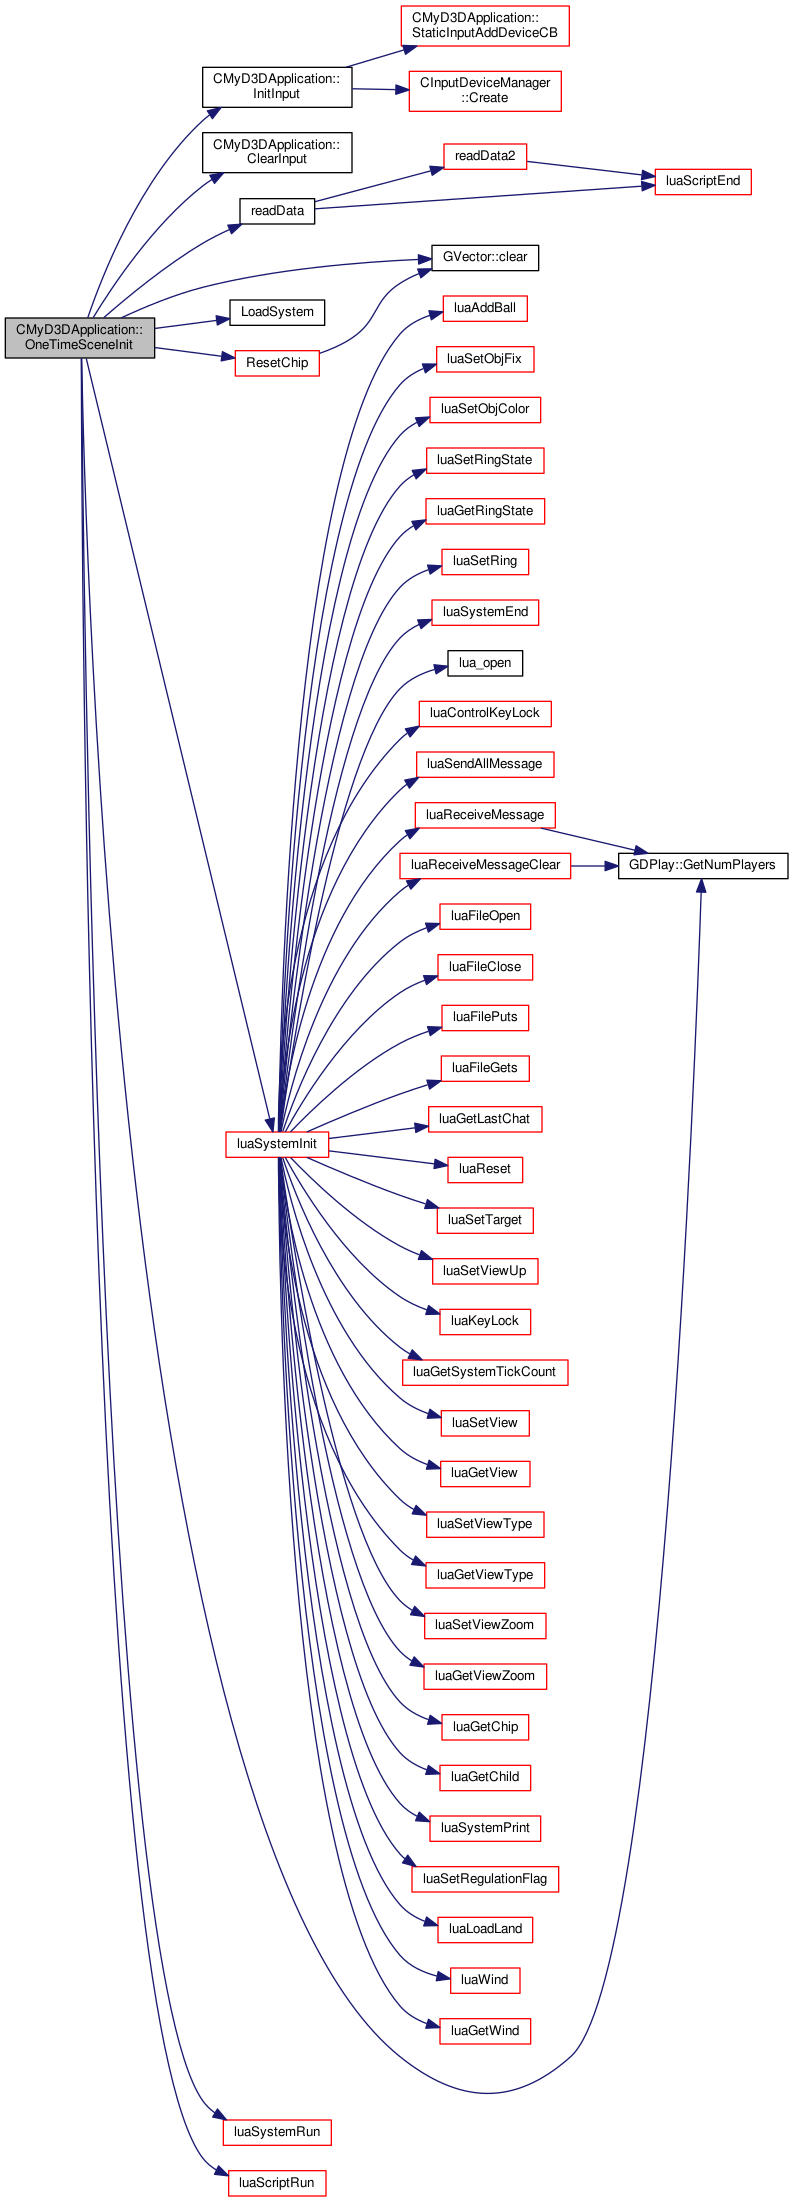 CMyD3DApplication::
StaticInputAddDeviceCB
CMyD3DApplication::
InitInput
CInputDeviceManager
::Create
CMyD3DApplication::
ClearInput
readData2
luaScriptEnd
readData
GVector::clear
LoadSystem
CMyD3DApplication::
OneTimeSceneInit
ResetChip
luaAddBall
luaSetObjFix
luaSetObjColor
luaSetRingState
luaGetRingState
luaSetRing
luaSystemEnd
lua_open
luaControlKeyLock
luaSendAllMessage
luaReceiveMessage
luaReceiveMessageClear
GDPlay::GetNumPlayers
luaFileOpen
luaFileClose
luaFilePuts
luaFileGets
luaGetLastChat
luaSystemInit
luaReset
luaSetTarget
luaSetViewUp
luaKeyLock
luaGetSystemTickCount
luaSetView
luaGetView
luaSetViewType
luaGetViewType
luaSetViewZoom
luaGetViewZoom
luaGetChip
luaGetChild
luaSystemPrint
luaSetRegulationFlag
luaLoadLand
luaWind
luaGetWind
luaSystemRun
luaScriptRun